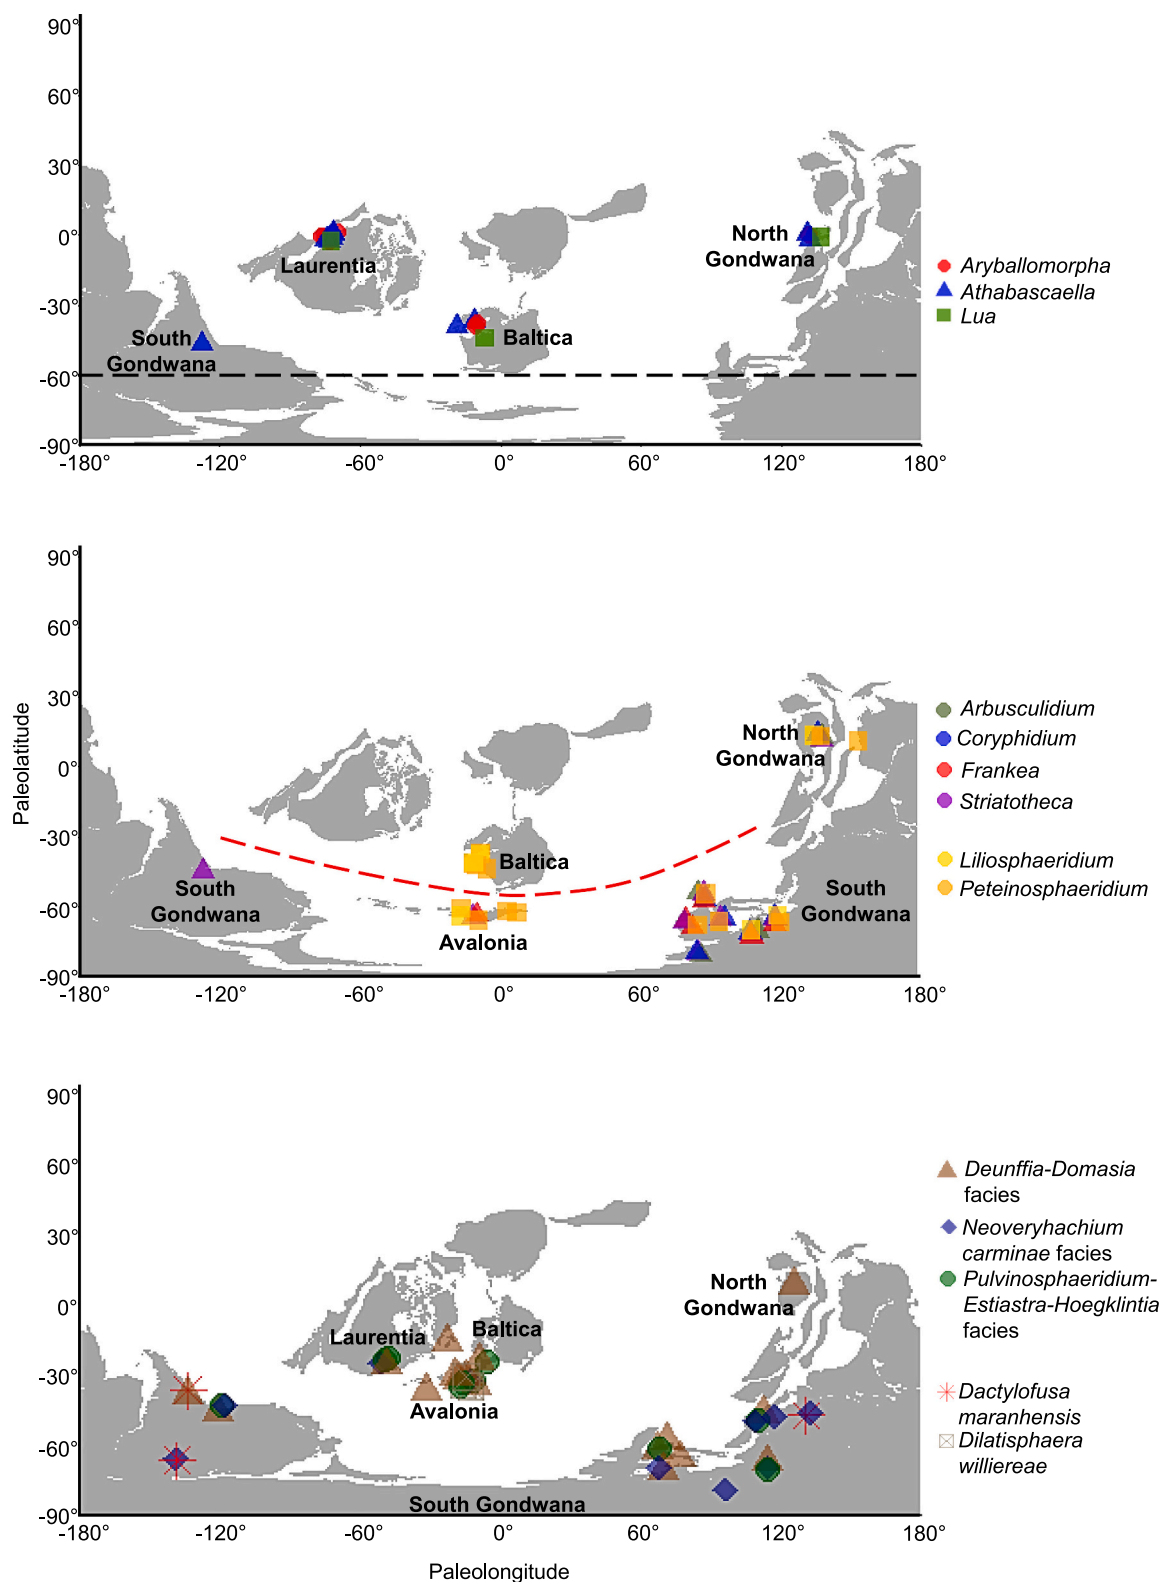 90°
60°
30°
0°
-30°
-60°
-90°
North
Gondwana
Laurentia
South
Gondwana
Baltica
Aryballomorpha
Athabascaella
Lua
-180°
-120°
-60°
0°
60°
120°
180°
Paleolatitude
90°
60°
30°
0°
-30°
-60°
-90°
North
Gondwana
Baltica
South
Gondwana
South
Gondwana
Avalonia
Arbusculidium
Coryphidium
Frankea
Striatotheca
Liliosphaeridium
Peteinosphaeridium
-180°
-120°
-60°
0°
60°
120°
180°
90°
60°
30°
0°
-30°
-60°
-90°
North
Gondwana
Laurentia
Baltica
Avalonia
South Gondwana
Deunffia-Domasia
facies
Neoveryhachium
carminae facies
Pulvinosphaeridium-
Estiastra-Hoegklintia
facies
Dactylofusa
maranhensis
Dilatisphaera
williereae
-180°
-120°
-60°
0°
60°
120°
180°
Paleolongitude